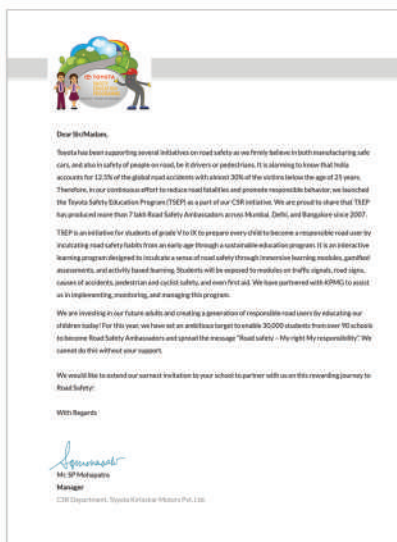 TOYOTA
Dear Sir/Madam,
Toyota has been supporting several initiatives on road safety as we firmly believe in both manufacturing safe
cars, and also in safety of people on road, be it drivers or pedestrians. It is alarming to know that India
accounts for 12.5% of the global road accidents with almost 30% of the victims below the age of 25 years.
Therefore, in our continuous effort to reduce road fatalities and promote responsible behavior, we launched
the Toyota Safety Education Program (TSEP) as a part of our CSR initiative. We are proud to share that TSEP
has produced more than 7 lakh Road Safety Ambassadors across Mumbai, Delhi, and Bangalore since 2007.
TSEP is an initiative for students of grade V to IX to prepare every child to become a responsible road user by
inculcating road safety habits from an early age through a sustainable education program. It is an interactive
learning program designed to inculcate a sense of road safety through immersive learning modules, gamified
assessments, and activity based learning. Students will be exposed to modules on traffic signals, road signs,
causes of accidents, pedestrian and cyclist safety, and even first aid. We have partnered with KPMG to assist
us in implementing, monitoring, and managing this program.
We are investing in our future adults and creating a generation of responsible road users by educating our
children today! For this year, we have set an ambitious target to enable 30,000 students from over 90 schools
to become Road Safety Ambassadors and spread the message "Road safety – My right My responsibility". We
cannot do this without your support.
We would like to extend our earnest invitation to your school to partner with us on this rewarding journey to
Road Safety!
With Regards
Mr. SP Mohapatra
Manager
CSR Department, Toyota Kirloskar Motors Pvt. Ltd.